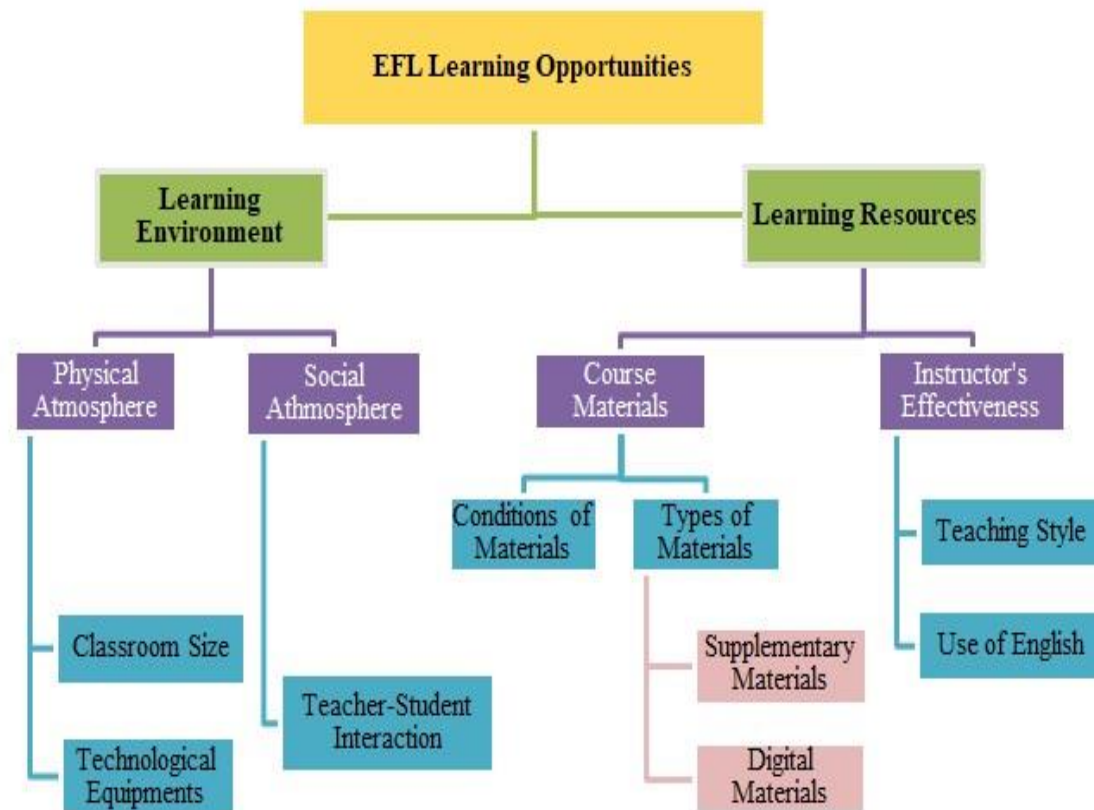 EFL Learning Opportunities
Learning
Environment
Learning Resources
Physical
Atmosphere
Social
Athmosphere
Course
Materials
Instructor's
Effectiveness
Conditions of
Materials
Types of
Materials
Teaching Style
Classroom Size
Supplementary
Materials
Use of English
Teacher-Student
Interaction
Technological
Equipments
Digital
Materials